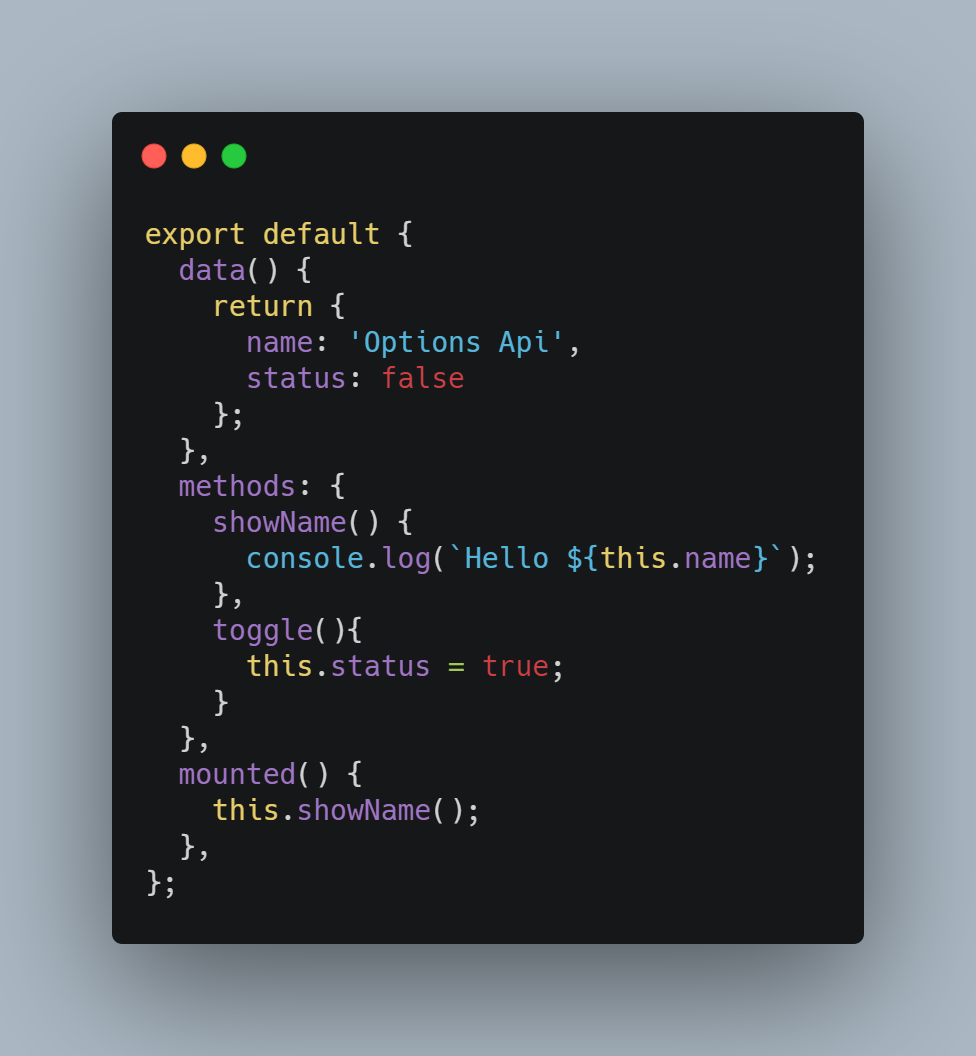 export default {
  data() {
    return {
      name: 'Options Api',
      status: false
    };
  },
  methods: {
    showName() {
      console.log(`Hello ${this.name}`);
    },
    toggle(){
      this.status = true;
    }
  },
  mounted() {
    this.showName();
  },
};